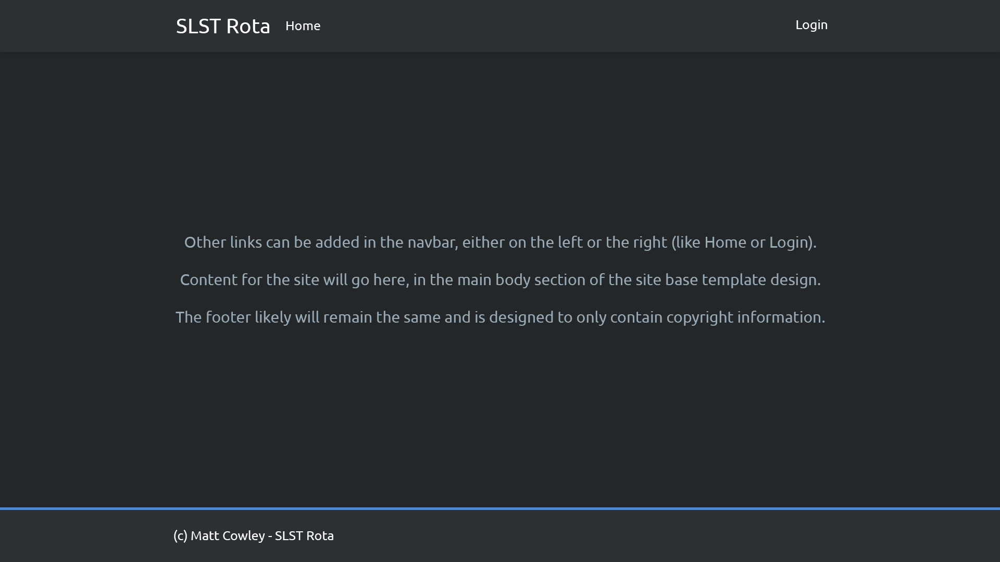 SLST Rota Home Login
Other links can be added in the navbar, either on the left or the right (like Home or Login).
Content for the site will go here, in the main body section of the site base template design.
The footer likely will remain the same and is designed to only contain copyright information.
(c) Matt Cowley - SLST Rota